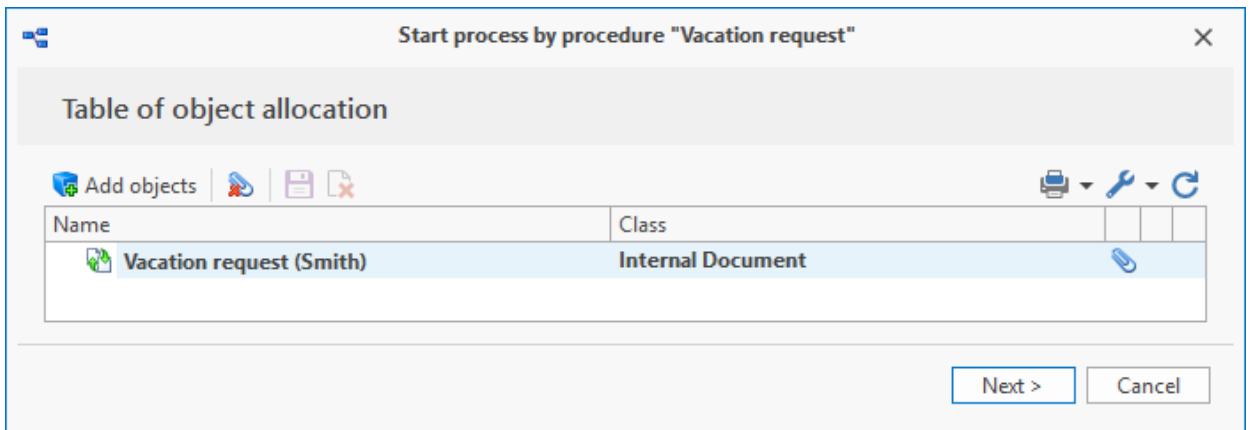 Start process by procedure "Vacation request"
Table of object allocation
Add objects
Name Class
Vacation request (Smith) Internal Document
Next > Cancel